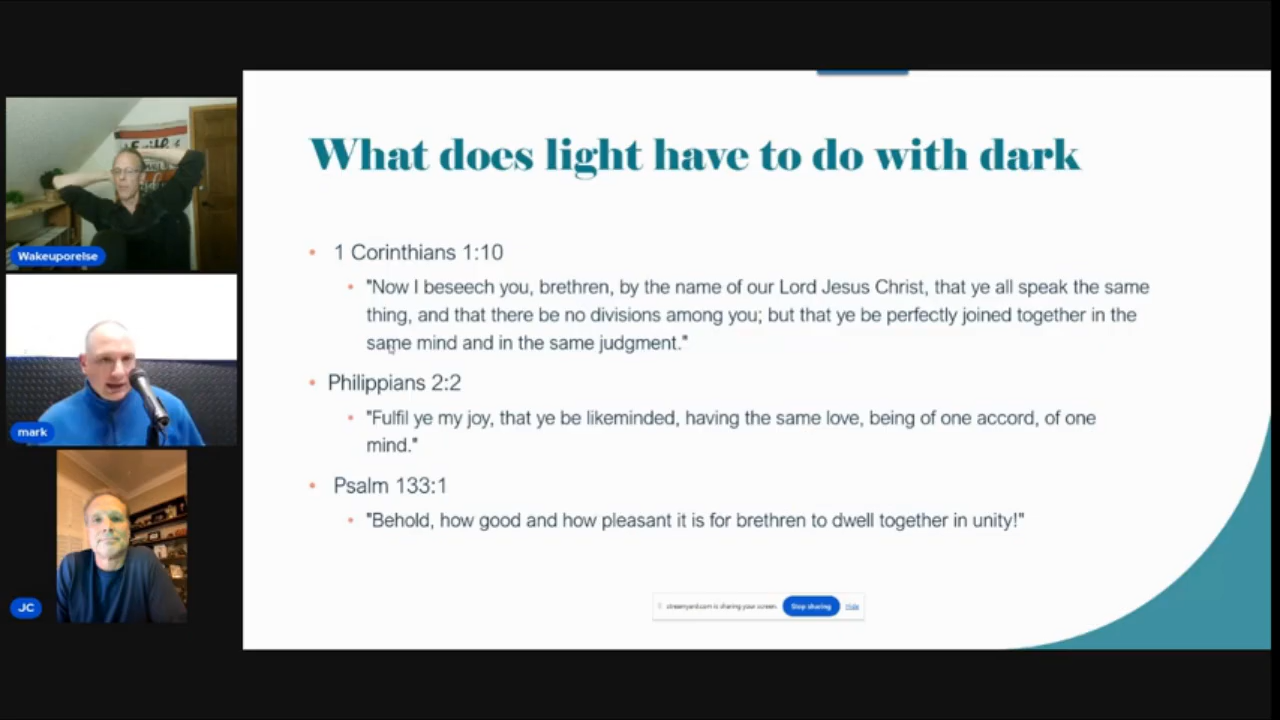 What does light have to do with dark
1 Corinthians 1:10
"Now I beseech you, brethren, by the name of our Lord Jesus Christ, that ye all speak the same
thing, and that there be no divisions among you; but that ye be perfectly joined together in the
same mind and in the same judgment."
Philippians 2:2
"Fulfil ye my joy, that ye be likeminded, having the same love, being of one accord, of one
mind."
Psalm 133:1
"Behold, how good and how pleasant it is for brethren to dwell together in unity!"
streamyard.com is sharing your screen. Stop sharing Hide
Wakeuporelse
mark
JC